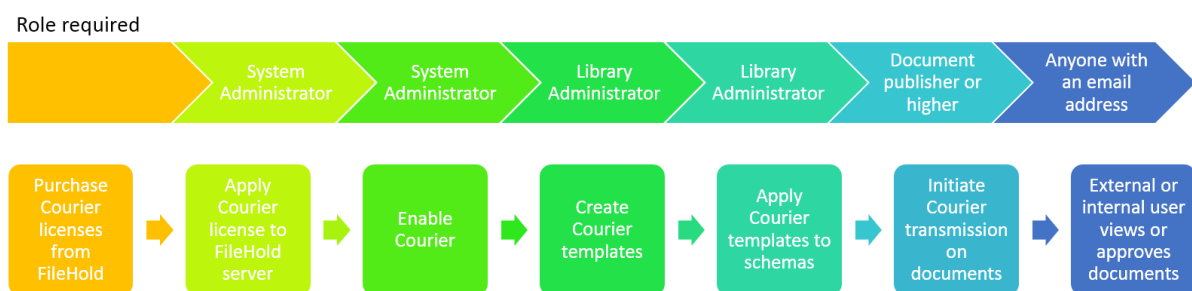 Role required
System
Administrator
System
Administrator
Library
Administrator
Library
Administrator
Document
publisher or
higher
Anyone with
an email
address
Purchase
Courier
licenses
from
FileHold
Apply
Courier
license to
FileHold
server
Enable
Courier
Create
Courier
templates
Apply
Courier
templates to
schemas
Initiate
Courier
transmission
on
documents
External or
internal user
views or
approves
documents